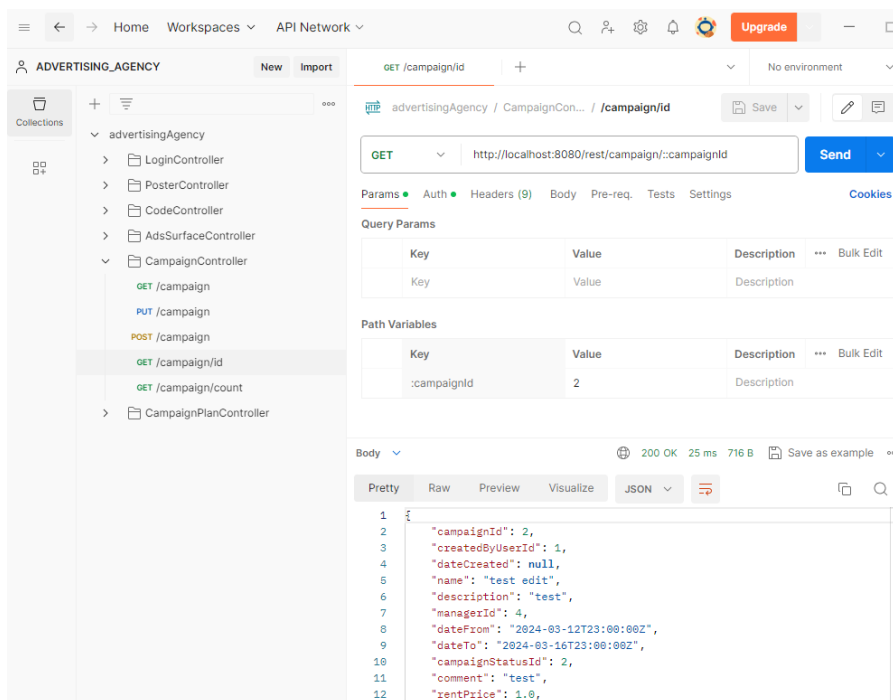 Home Workspaces API Network Upgrade
ADVERTISING_AGENCY New Import GET /campaign/id No environment
Collections
advertisingAgency
LoginController
PosterController
CodeController
AdsSurfaceController
CampaignController
GET /campaign
PUT /campaign
POST /campaign
GET /campaign/id
GET /campaign/count
CampaignPlanController
HTTP advertisingAgency / CampaignCon... / /campaign/id Save
GET http://localhost:8080/rest/campaign/::campaignId Send
Params Auth Headers (9) Body Pre-req. Tests Settings Cookies
Query Params
Key Value Description Bulk Edit
Key Value Description
Path Variables
Key Value Description Bulk Edit
:campaignId 2 Description
Body 200 OK 25 ms 716 B Save as example
Pretty Raw Preview Visualize JSON
1 {
2 "campaignId": 2,
3 "createdByUserId": 1,
4 "dateCreated": null,
5 "name": "test edit",
6 "description": "test",
7 "managerId": 4,
8 "dateFrom": "2024-03-12T23:00:00Z",
9 "dateTo": "2024-03-16T23:00:00Z",
10 "campaignStatusId": 2,
11 "comment": "test",
12 "rentPrice": 1.0,